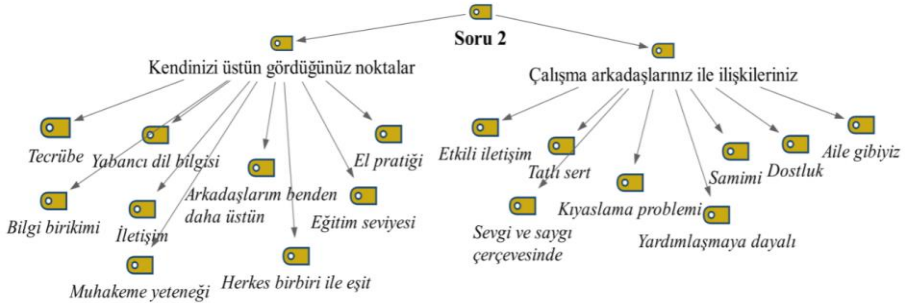 Soru 2
Kendinizi üstün gördüğünüz noktalar
Çalışma arkadaşlarınız ile ilişkileriniz
Tecrübe
Yabancı dil bilgisi
El pratiği
Bilgi birikimi
İletişim
Arkadaşlarım benden
daha üstün
Eğitim seviyesi
Muhakeme yeteneği
Herkes birbiri ile eşit
Etkili iletişim
Tatlı sert
Samimi
Dostluk
Aile gibiyiz
Sevgi ve saygı
çerçevesinde
Kıyaslama problemi
Yardımlaşmaya dayalı